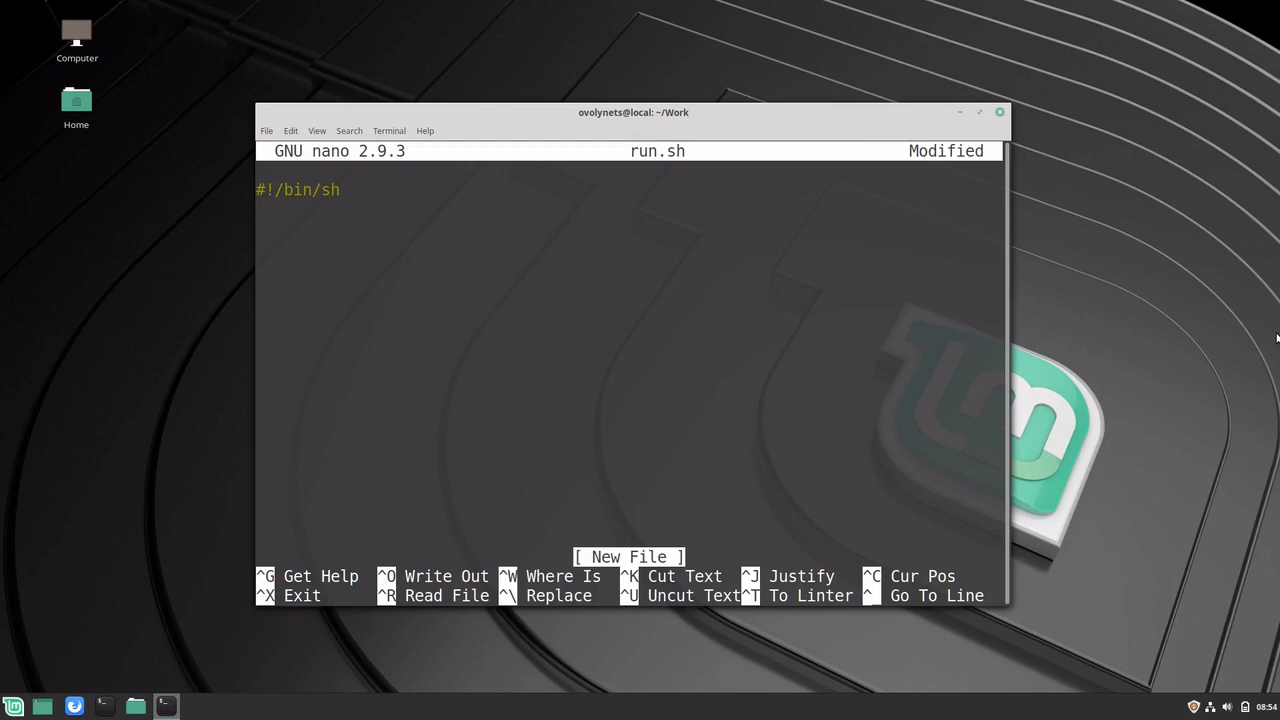 Computer
Home
ovolynets@local: ~/Work
File Edit View Search Terminal Help
GNU nano 2.9.3 run.sh Modified
#!/bin/sh
[ New File ]
^G Get Help ^O Write Out ^W Where Is ^K Cut Text ^J Justify ^C Cur Pos
^X Exit ^R Read File ^\ Replace ^U Uncut Text ^T To Linter ^_ Go To Line
08:54